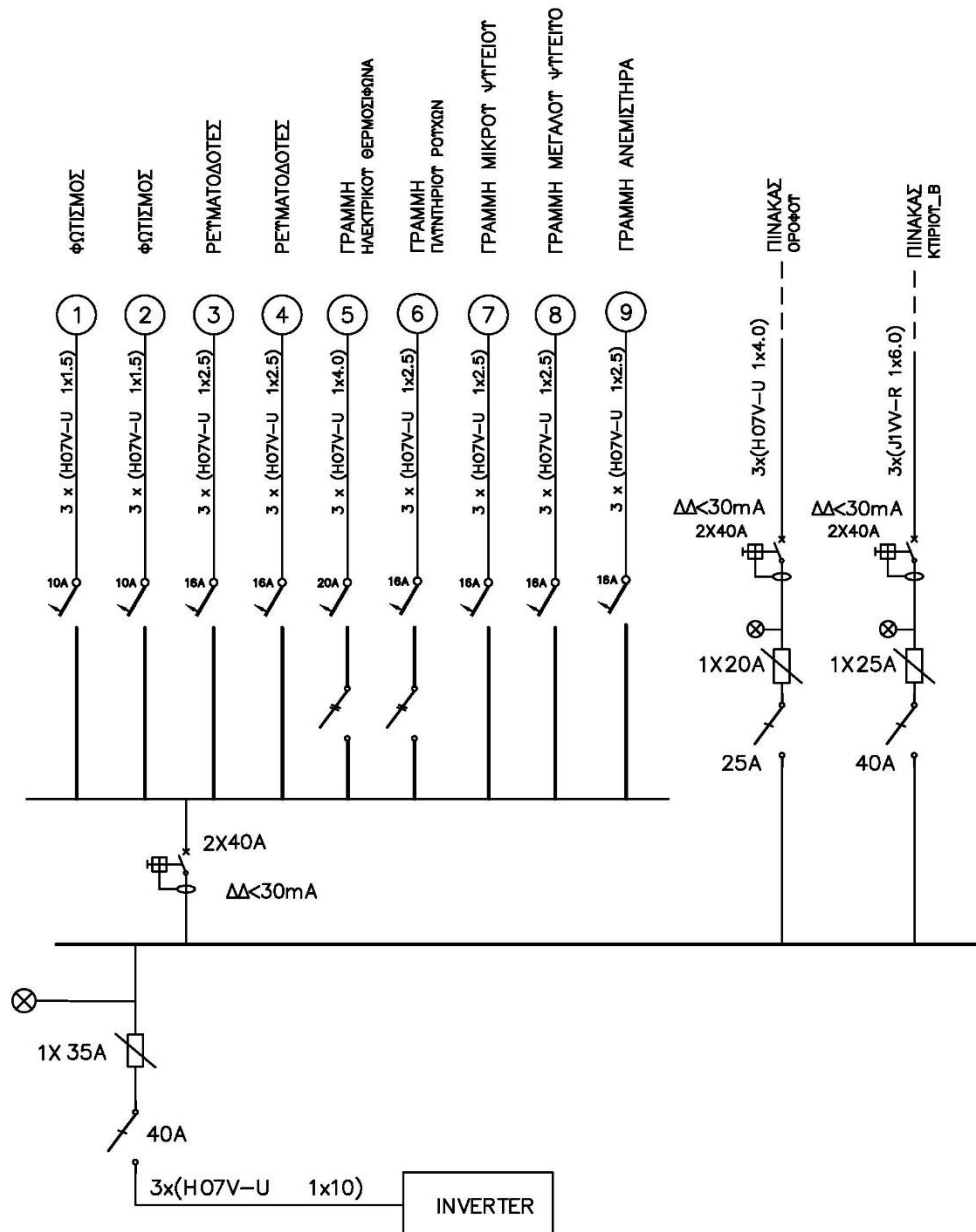 ΦΩΤΙΣΜΟΣ
ΦΩΤΙΣΜΟΣ
ΡΕΥΜΑΤΟΔΟΤΕΣ
ΡΕΥΜΑΤΟΔΟΤΕΣ
ΓΡΑΜΜΗ
ΗΛΕΚΤΡΙΚΟΥ ΘΕΡΜΟΣΙΦΩΝΑ
ΓΡΑΜΜΗ
ΠΛΥΝΤΗΡΙΟΥ ΡΟΥΧΩΝ
ΓΡΑΜΜΗ ΜΙΚΡΟΥ ΨΥΓΕΙΟΥ
ΓΡΑΜΜΗ ΜΕΓΑΛΟΥ ΨΥΓΕΙΥΟ
ΓΡΑΜΜΗ ΑΝΕΜΙΣΤΗΡΑ
ΠΙΝΑΚΑΣ
ΟΡΟΦΟΥ
ΠΙΝΑΚΑΣ
ΚΤΙΡΙΟΥ_Β
1
2
3
4
5
6
7
8
9
3 x (H07V-U 1x1.5)
3 x (H07V-U 1x1.5)
3 x (H07V-U 1x2.5)
3 x (H07V-U 1x2.5)
3 x (H07V-U 1x4.0)
3 x (H07V-U 1x2.5)
3 x (H07V-U 1x2.5)
3 x (H07V-U 1x2.5)
3 x (H07V-U 1x2.5)
3x(H07V-U 1x4.0)
3x(J1VV-R 1x6.0)
ΔΔ<30mA
2X40A
ΔΔ<30mA
2X40A
10A
10A
16A
16A
20A
16A
16A
16A
16A
1X20A
1X25A
25A
40A
2X40A
ΔΔ<30mA
1X 35A
40A
3x(H07V-U 1x10)
INVERTER